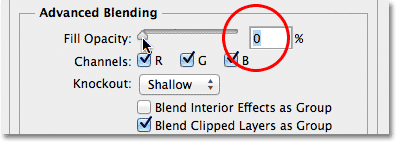 Advanced Blending
Fill Opacity: 0 %
Channels: R G B
Knockout: Shallow
Blend Interior Effects as Group
Blend Clipped Layers as Group